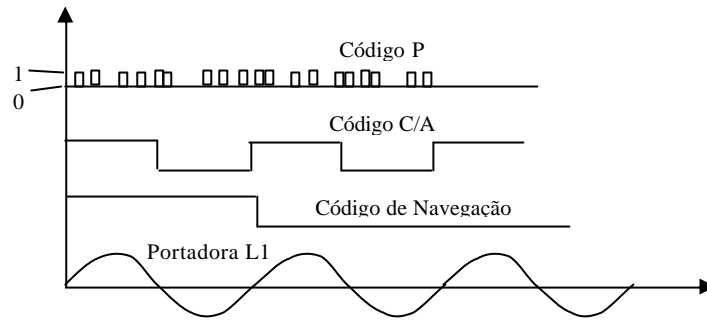 Código P
1
0
Código C/A
Código de Navegação
Portadora L1